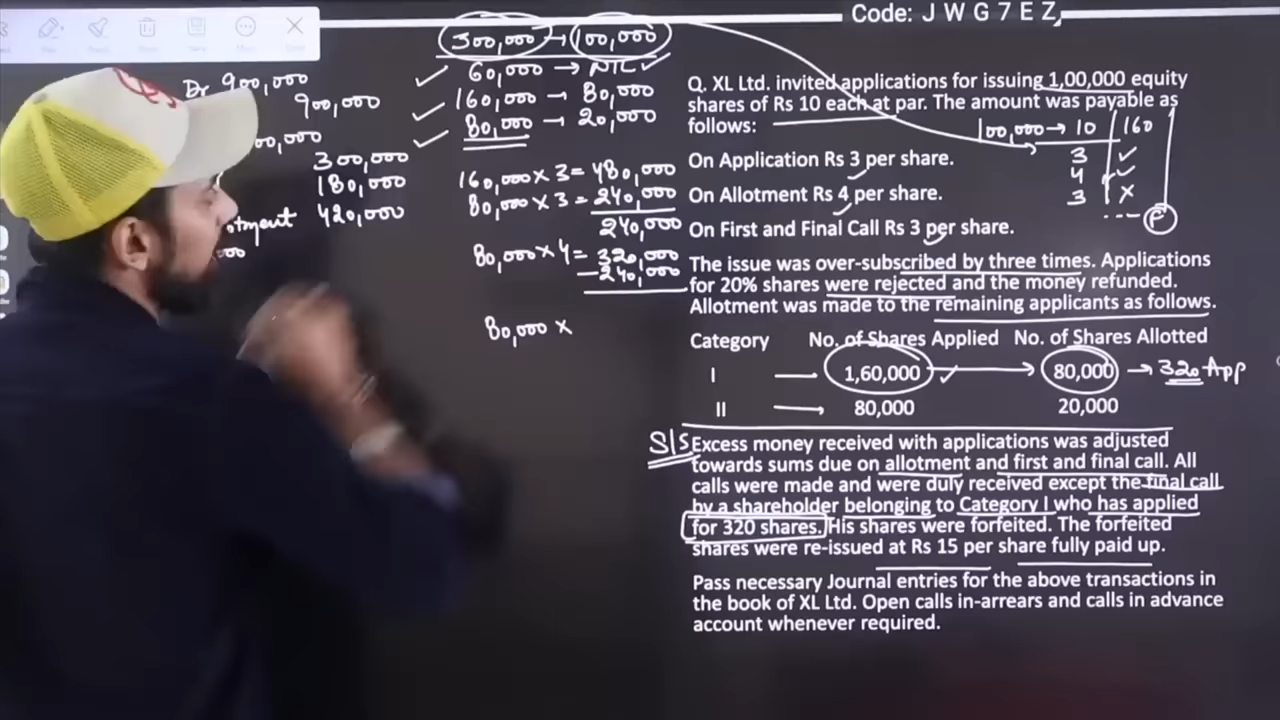 Code: J W G 7 E Z
300,000 → 100,000
60,000 → NIL ✓
✓ 160,000 → 80,000
✓ 80,000 → 20,000
Dr 900,000
900,000
00,000
300,000
180,000
otment 420,000
000
160,000 x 3 = 480,000
80,000 x 3 = 240,000
240,000
80,000 x 4 = 320,000
- 240,000
80,000 x
Q. XL Ltd. invited applications for issuing 1,00,000 equity
shares of Rs 10 each at par. The amount was payable as
follows:
100,000 → 10 160
3 ✓
4 ✓
3 x
F
On Application Rs 3 per share.
On Allotment Rs 4 per share.
On First and Final Call Rs 3 per share.
The issue was over-subscribed by three times. Applications
for 20% shares were rejected and the money refunded.
Allotment was made to the remaining applicants as follows.
Category No. of Shares Applied No. of Shares Allotted
I 1,60,000 ✓ → 80,000 → 320 App
II → 80,000 20,000
S/S Excess money received with applications was adjusted
towards sums due on allotment and first and final call. All
calls were made and were duly received except the final call
by a shareholder belonging to Category I who has applied
for 320 shares. His shares were forfeited. The forfeited
shares were re-issued at Rs 15 per share fully paid up.
Pass necessary Journal entries for the above transactions in
the book of XL Ltd. Open calls in-arrears and calls in advance
account whenever required.